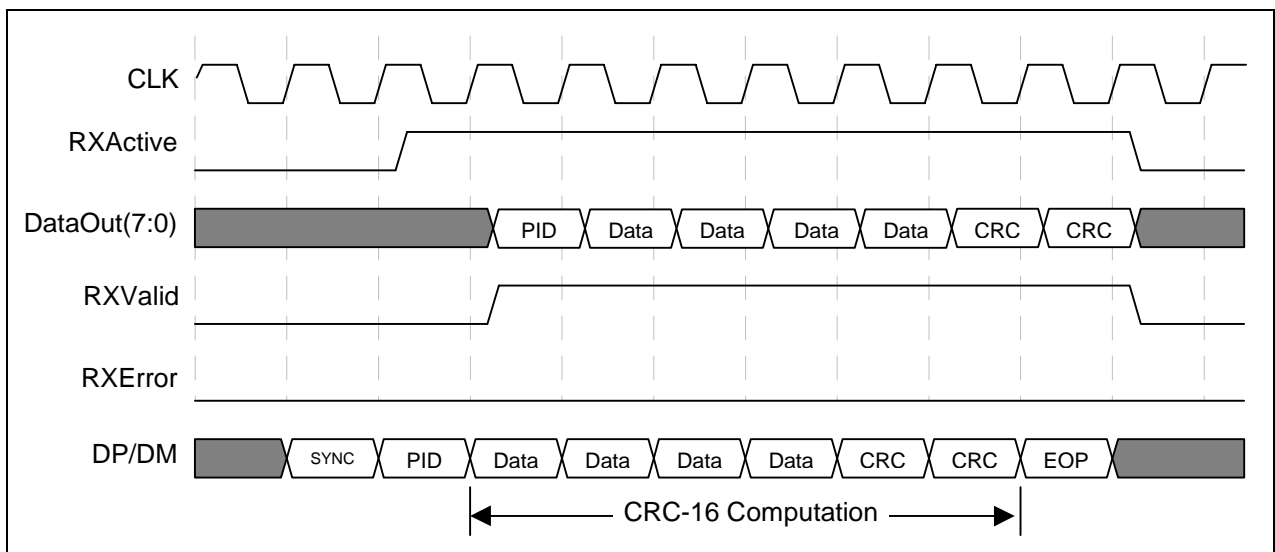 CLK
RXActive
DataOut(7:0) PID Data Data Data Data CRC CRC
RXValid
RXError
DP/DM SYNC PID Data Data Data Data CRC CRC EOP
CRC-16 Computation